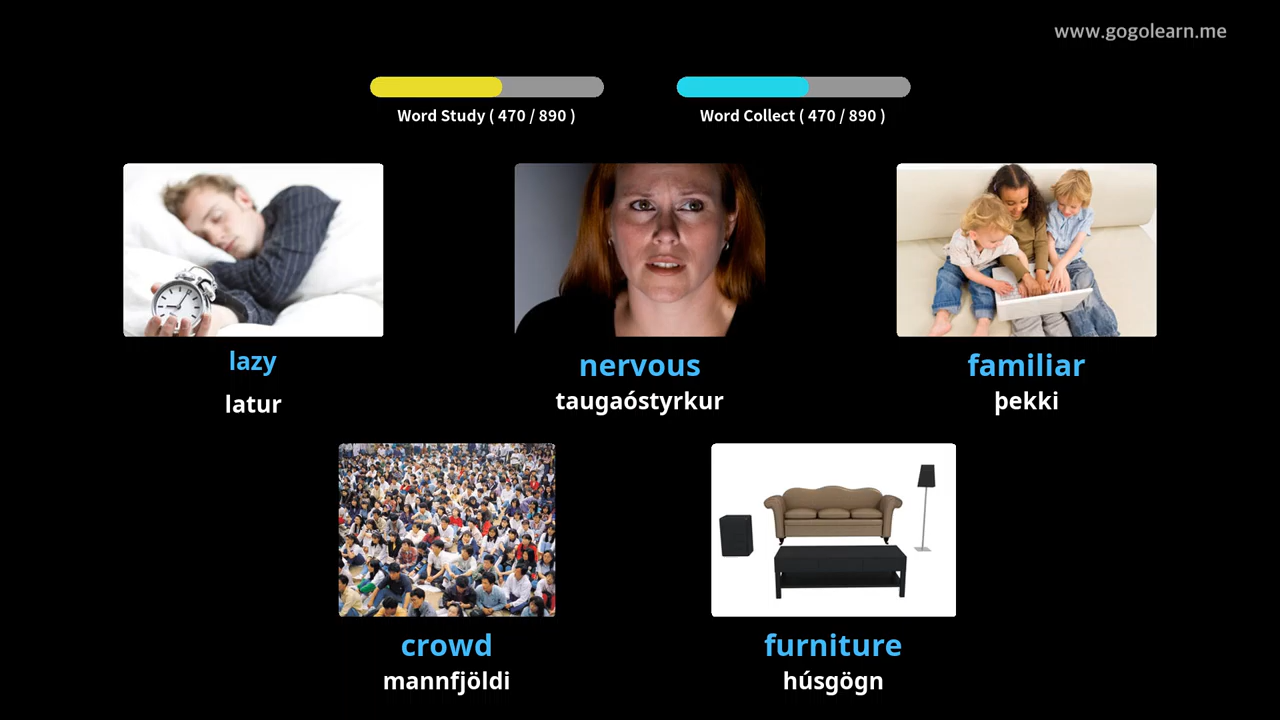 www.gogolearn.me
Word Study ( 470 / 890 )
Word Collect ( 470 / 890 )
lazy
latur
nervous
taugaóstyrkur
familiar
þekki
crowd
mannfjöldi
furniture
húsgögn